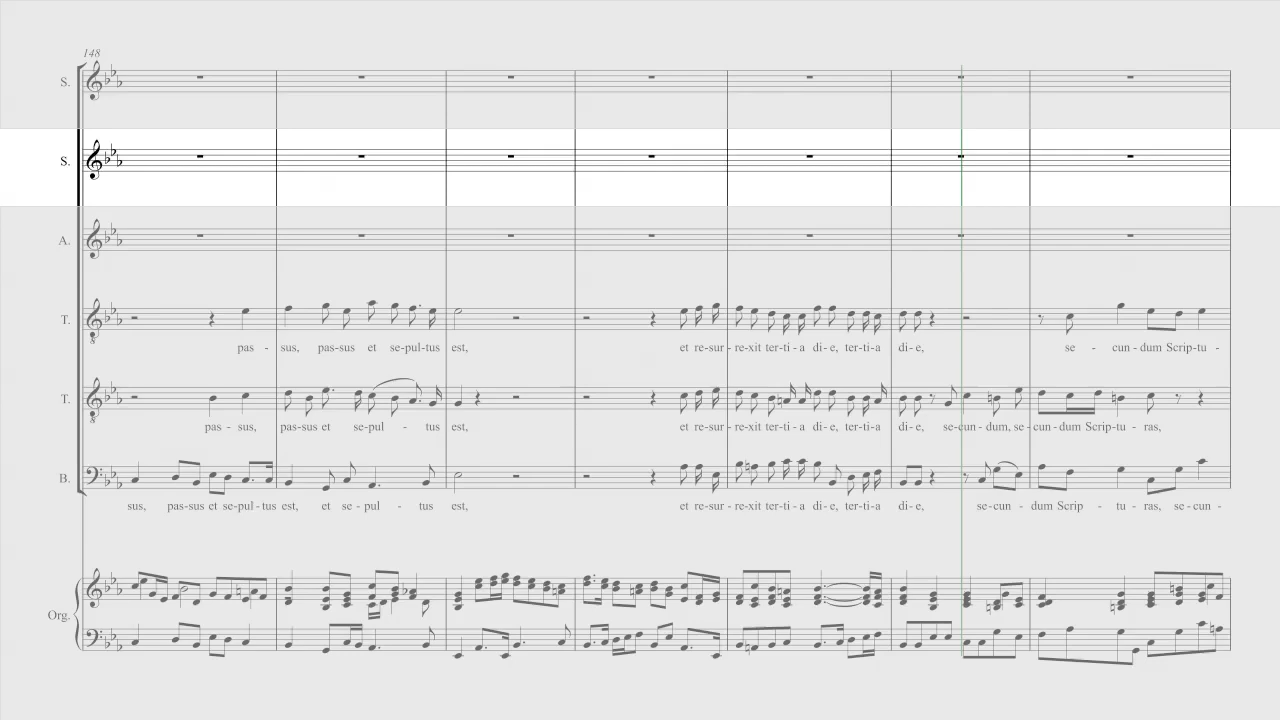 148
S.
S.
A.
T.
pas - sus, pas-sus et se-pul-tus est, et re-sur-re-xit ter-ti-a di-e, ter-ti-a di-e, se - cun-dum Scrip-tu -
T.
pas - sus, pas-sus et se-pul - tus est, et re-sur-re-xit ter-ti-a di-e, ter-ti-a di-e, se-cun-dum, se-cun-dum Scrip-tu-ras,
B.
sus, pas-sus et se-pul-tus est, et se-pul - tus est, et re-sur-re-xit ter-ti-a di-e, ter-ti-a di-e, se-cun - dum Scrip - tu - ras, se-cun -
Org.